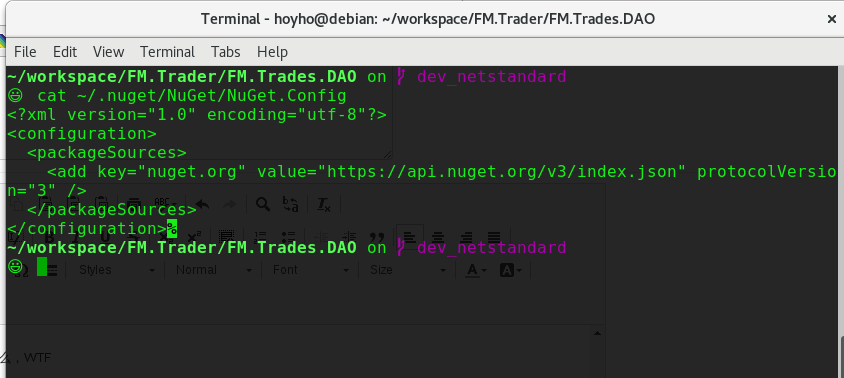 Terminal - hoyho@debian: ~/workspace/FM.Trader/FM.Trades.DAO
File Edit View Terminal Tabs Help
~/workspace/FM.Trader/FM.Trades.DAO on dev_netstandard
😃 cat ~/.nuget/NuGet/NuGet.Config
<?xml version="1.0" encoding="utf-8"?>
<configuration>
  <packageSources>
    <add key="nuget.org" value="https://api.nuget.org/v3/index.json" protocolVersio
n="3" />
  </packageSources>
</configuration>%
~/workspace/FM.Trader/FM.Trades.DAO on dev_netstandard
😃
Styles Normal Font Size A A
么，WTF